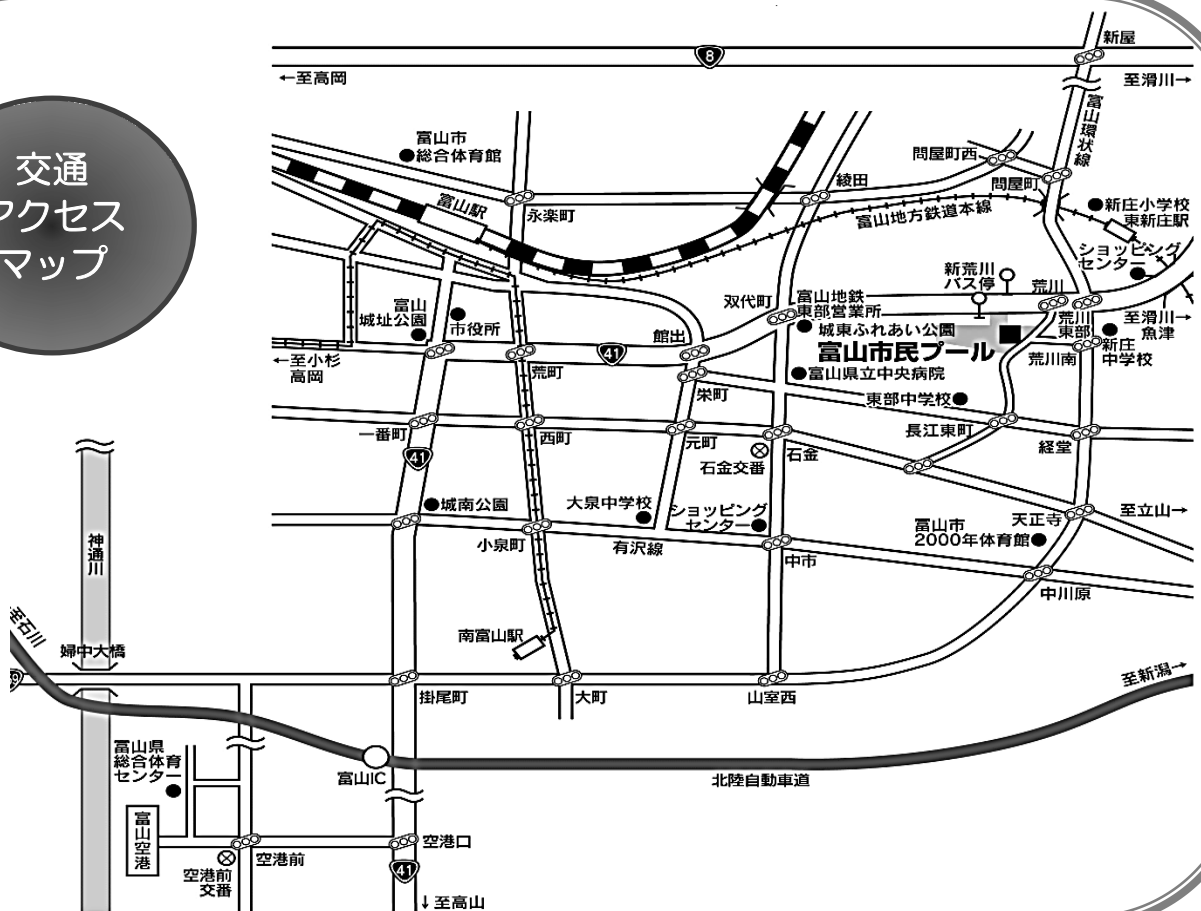 交通
アクセス
マップ
新屋
8
←至高岡
至滑川→
富山環状線
富山市
総合体育館
問屋町西
綾田
問屋町
富山駅
永楽町
富山地方鉄道本線
新庄小学校
東新庄駅
ショッピング
センター
新荒川
バス停
荒川
双代町
富山地鉄
東部営業所
富山
城址公園
市役所
館出
城東ふれあい公園
荒川
東部
至滑川→
魚津
←至小杉
高岡
荒町
41
富山市民プール
荒川南
新庄
中学校
富山県立中央病院
栄町
東部中学校
一番町
西町
元町
長江東町
経堂
石金
石金交番
41
城南公園
大泉中学校
ショッピング
センター
富山市
2000年体育館
天正寺
至立山→
小泉町
有沢線
中市
神通川
中川原
至石川
南富山駅
婦中大橋
掛尾町
大町
山室西
至新潟→
富山県
総合体育
センター
富山IC
北陸自動車道
富山空港
空港口
空港前
空港前
交番
41
↓至高山